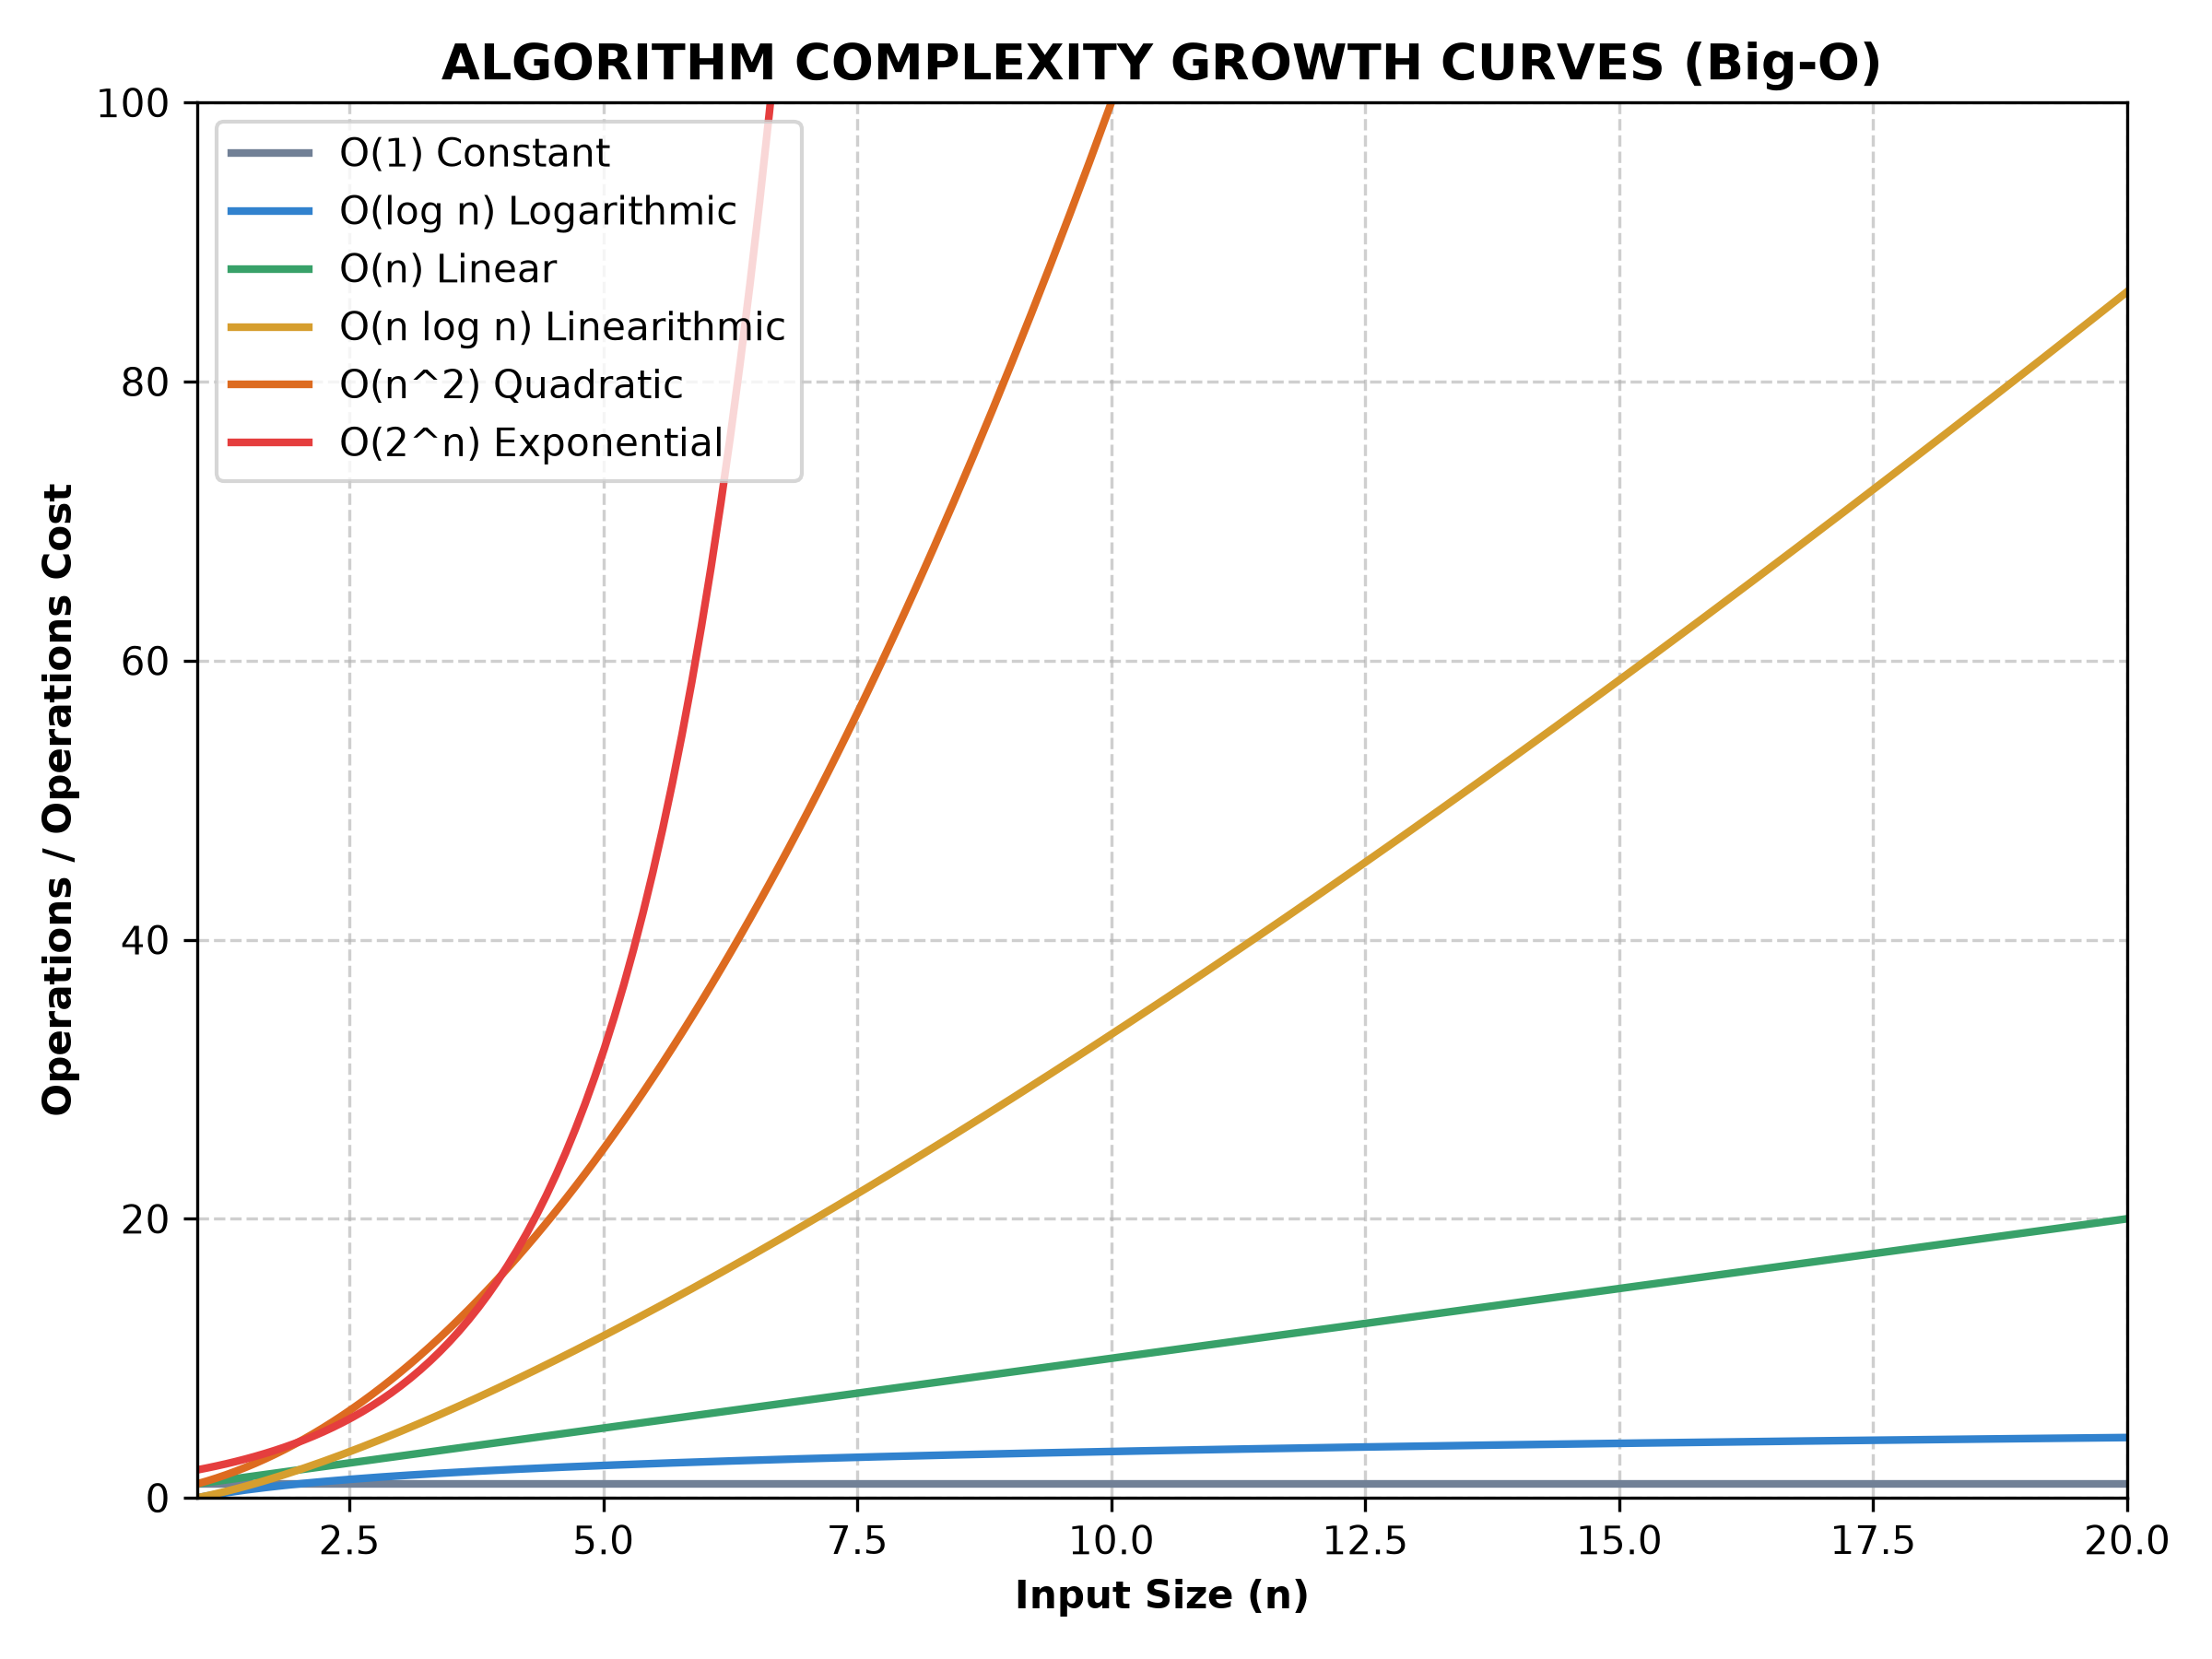 ALGORITHM COMPLEXITY GROWTH CURVES (Big-O)
100
80
60
40
20
0
Operations / Operations Cost
O(1) Constant
O(log n) Logarithmic
O(n) Linear
O(n log n) Linearithmic
O(n^2) Quadratic
O(2^n) Exponential
2.5 5.0 7.5 10.0 12.5 15.0 17.5 20.0
Input Size (n)